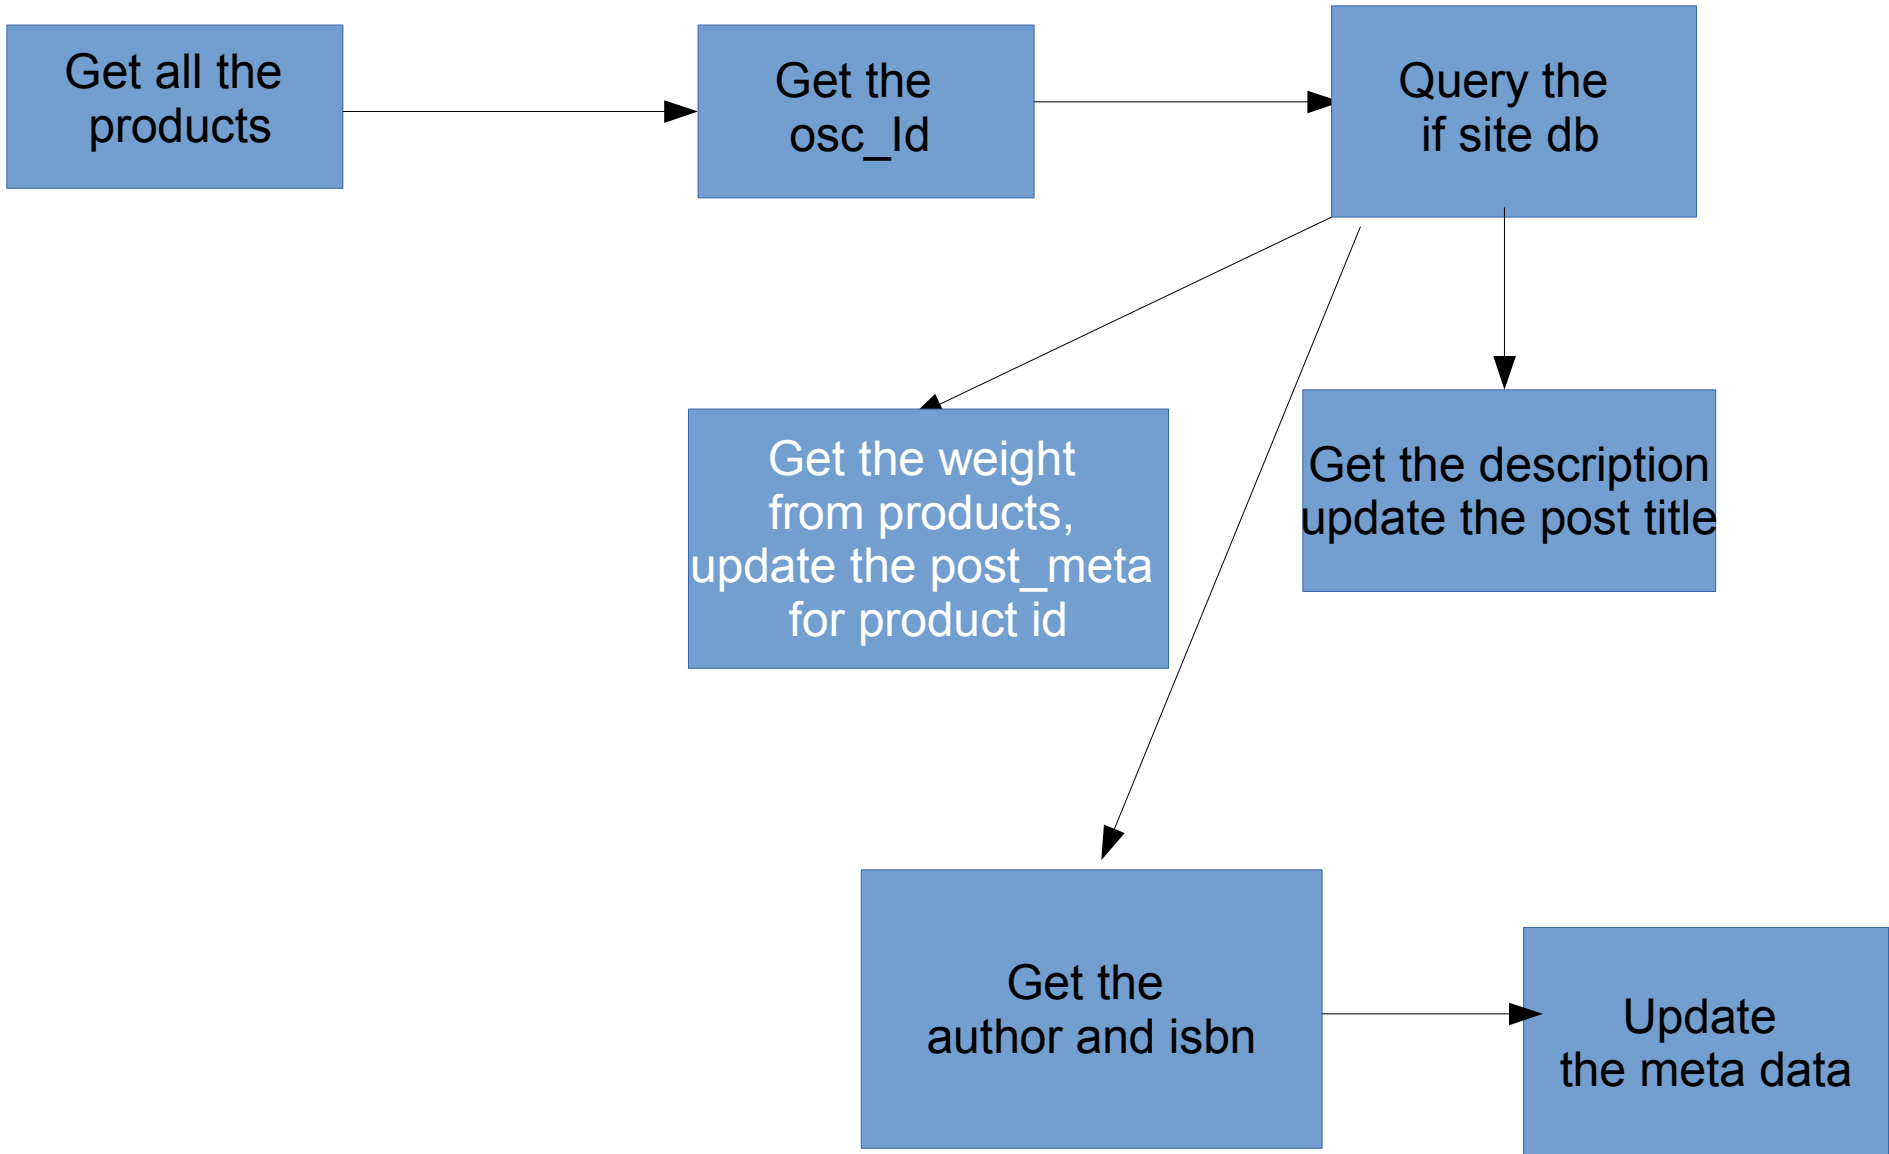 Get all the
products
Get the
osc_Id
Query the
if site db
Get the weight
from products,
update the post_meta
for product id
Get the description
update the post title
Get the
author and isbn
Update
the meta data